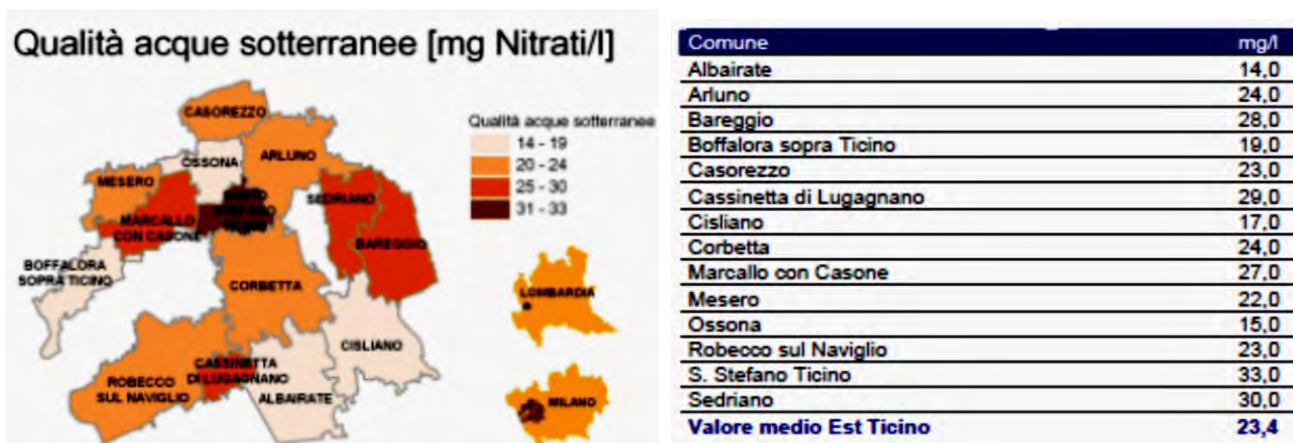 Qualità acque sotterranee [mg Nitrati/l]
CASOREZZO
OSSONA
ARLUNO
MESERO
SEDRIANO
MARCALLO
CON CASONE
BAREGGIO
BOFFALORA
SOPRA TICINO
CORBETTA
CISLIANO
CASSINETTA
DI LUGAGNANO
ROBECCO
SUL NAVIGLIO
ALBAIRATE
Qualità acque sotterranee
14 - 19
20 - 24
25 - 30
31 - 33
LOMBARDIA
MILANO
Comune mg/l
Albairate 14,0
Arluno 24,0
Bareggio 28,0
Boffalora sopra Ticino 19,0
Casorezzo 23,0
Cassinetta di Lugagnano 29,0
Cisliano 17,0
Corbetta 24,0
Marcallo con Casone 27,0
Mesero 22,0
Ossona 15,0
Robecco sul Naviglio 23,0
S. Stefano Ticino 33,0
Sedriano 30,0
Valore medio Est Ticino 23,4